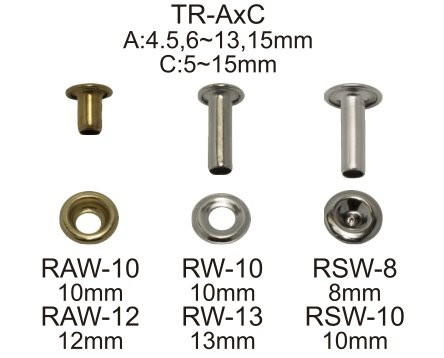 TR-AxC
A:4.5,6~13,15mm
C:5~15mm
RAW-10 RW-10 RSW-8
10mm 10mm 8mm
RAW-12 RW-13 RSW-10
12mm 13mm 10mm